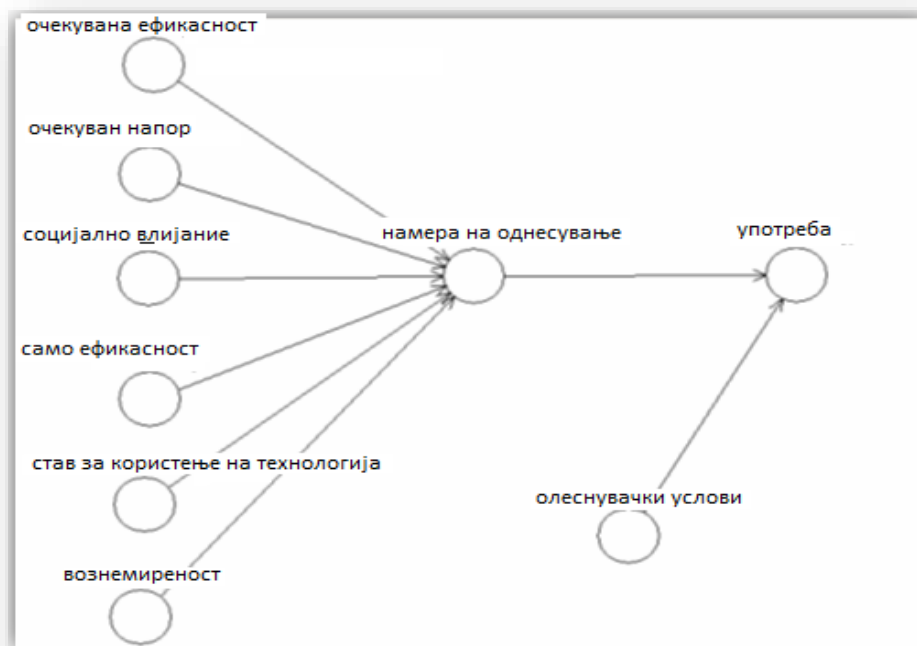 очекувана ефикасност
очекуван напор
социјално влијание
намера на однесување
употреба
само ефикасност
став за користење на технологија
олеснувачки услови
вознемиреност